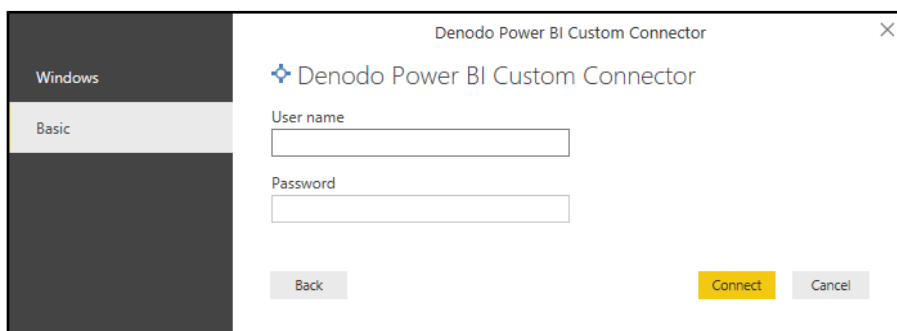 Denodo Power BI Custom Connector
Windows
Basic
Denodo Power BI Custom Connector
User name
Password
Back
Connect
Cancel